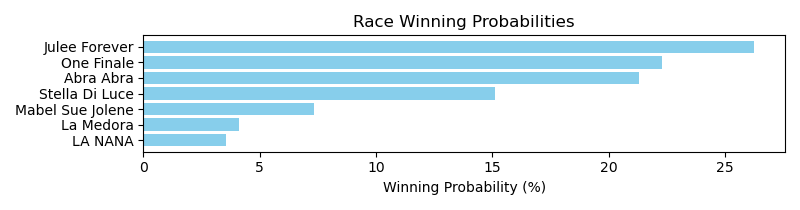 Race Winning Probabilities
Julee Forever
One Finale
Abra Abra
Stella Di Luce
Mabel Sue Jolene
La Medora
LA NANA
0 5 10 15 20 25
Winning Probability (%)